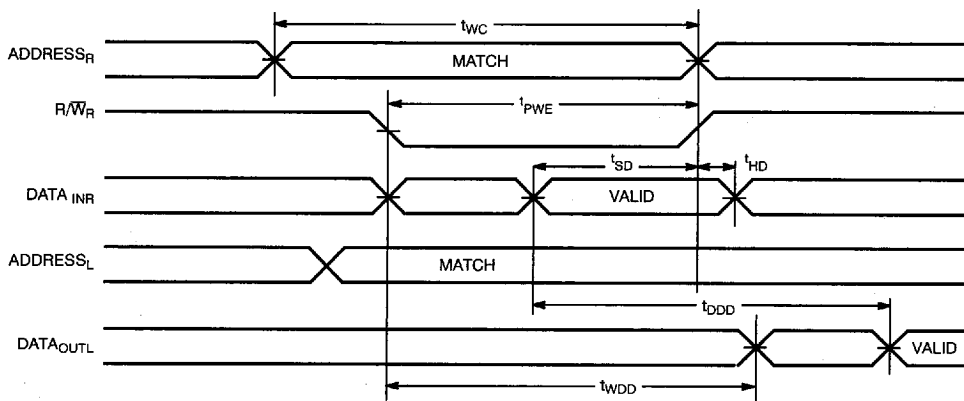 tWC
ADDRESSR
MATCH
R/W̅R
tPWE
tSD
tHD
DATA INR
VALID
ADDRESSL
MATCH
tDDD
DATAOUTL
VALID
tWDD